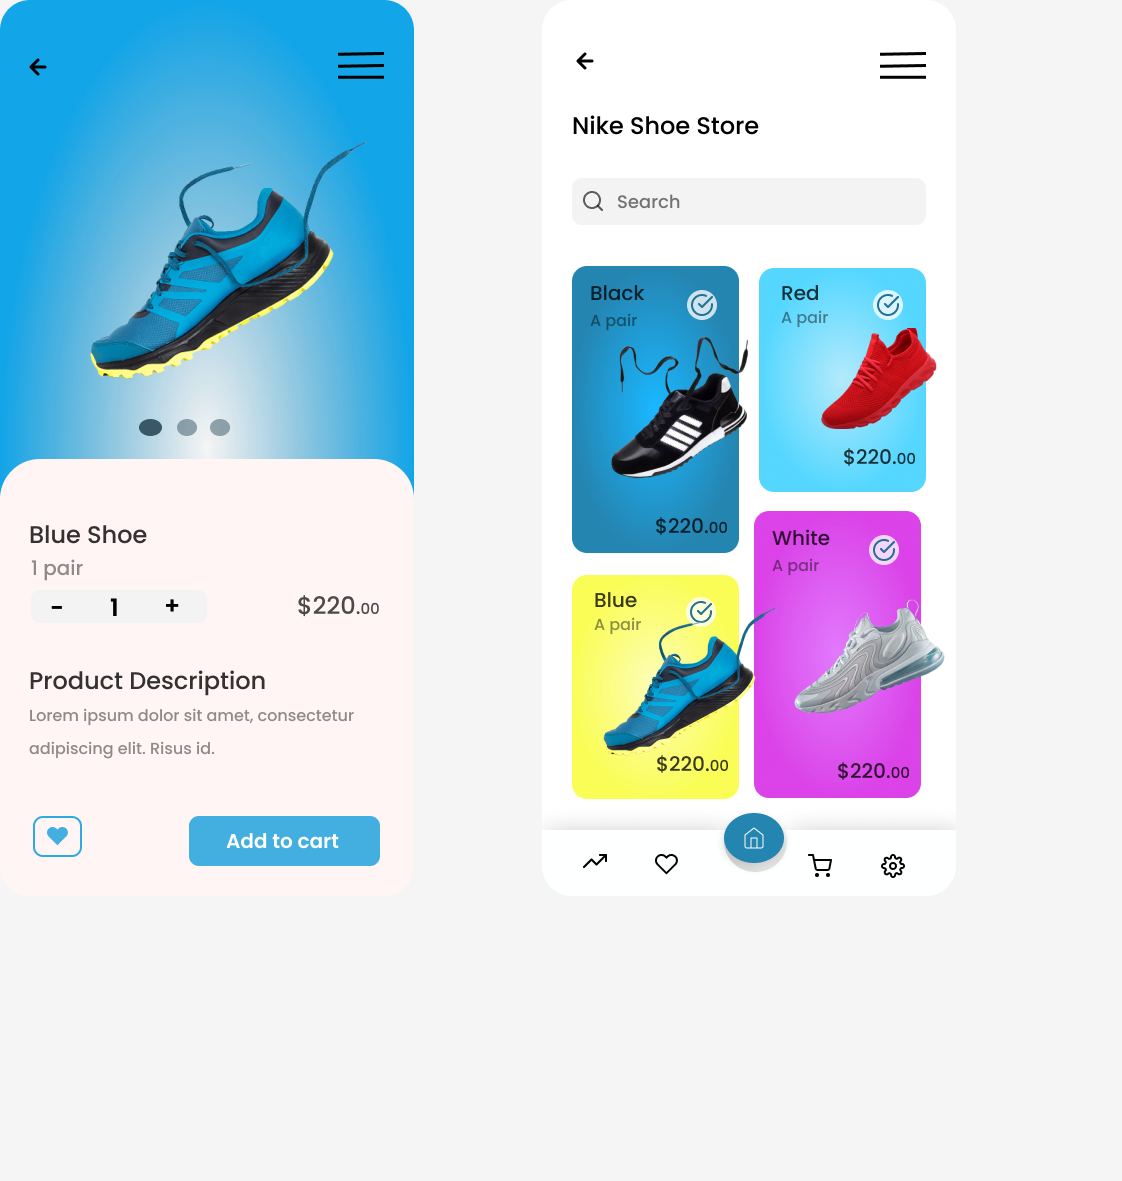 Blue Shoe
1 pair
- 1 +
$220.00
Product Description
Lorem ipsum dolor sit amet, consectetur
adipiscing elit. Risus id.
Add to cart
Nike Shoe Store
Search
Black
A pair
$220.00
Red
A pair
$220.00
Blue
A pair
$220.00
White
A pair
$220.00